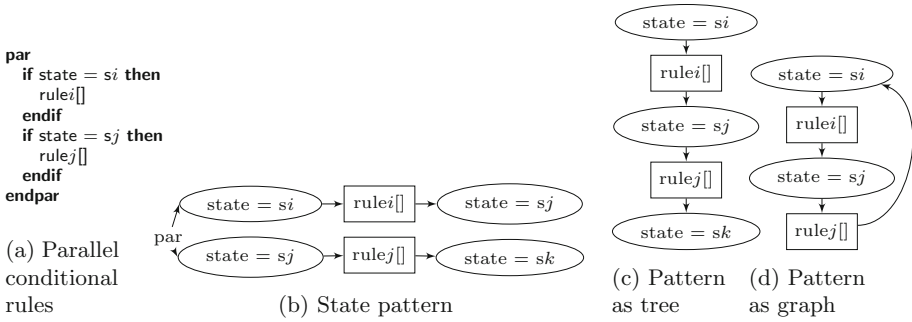 par
if state = si then
rulei[]
endif
if state = sj then
rulej[]
endif
endpar
(a) Parallel
conditional
rules
par
state = si
rulei[]
state = sj
state = sj
rulej[]
state = sk
(b) State pattern
state = si
rulei[]
state = sj
rulej[]
state = sk
(c) Pattern
as tree
state = si
rulei[]
state = sj
rulej[]
(d) Pattern
as graph